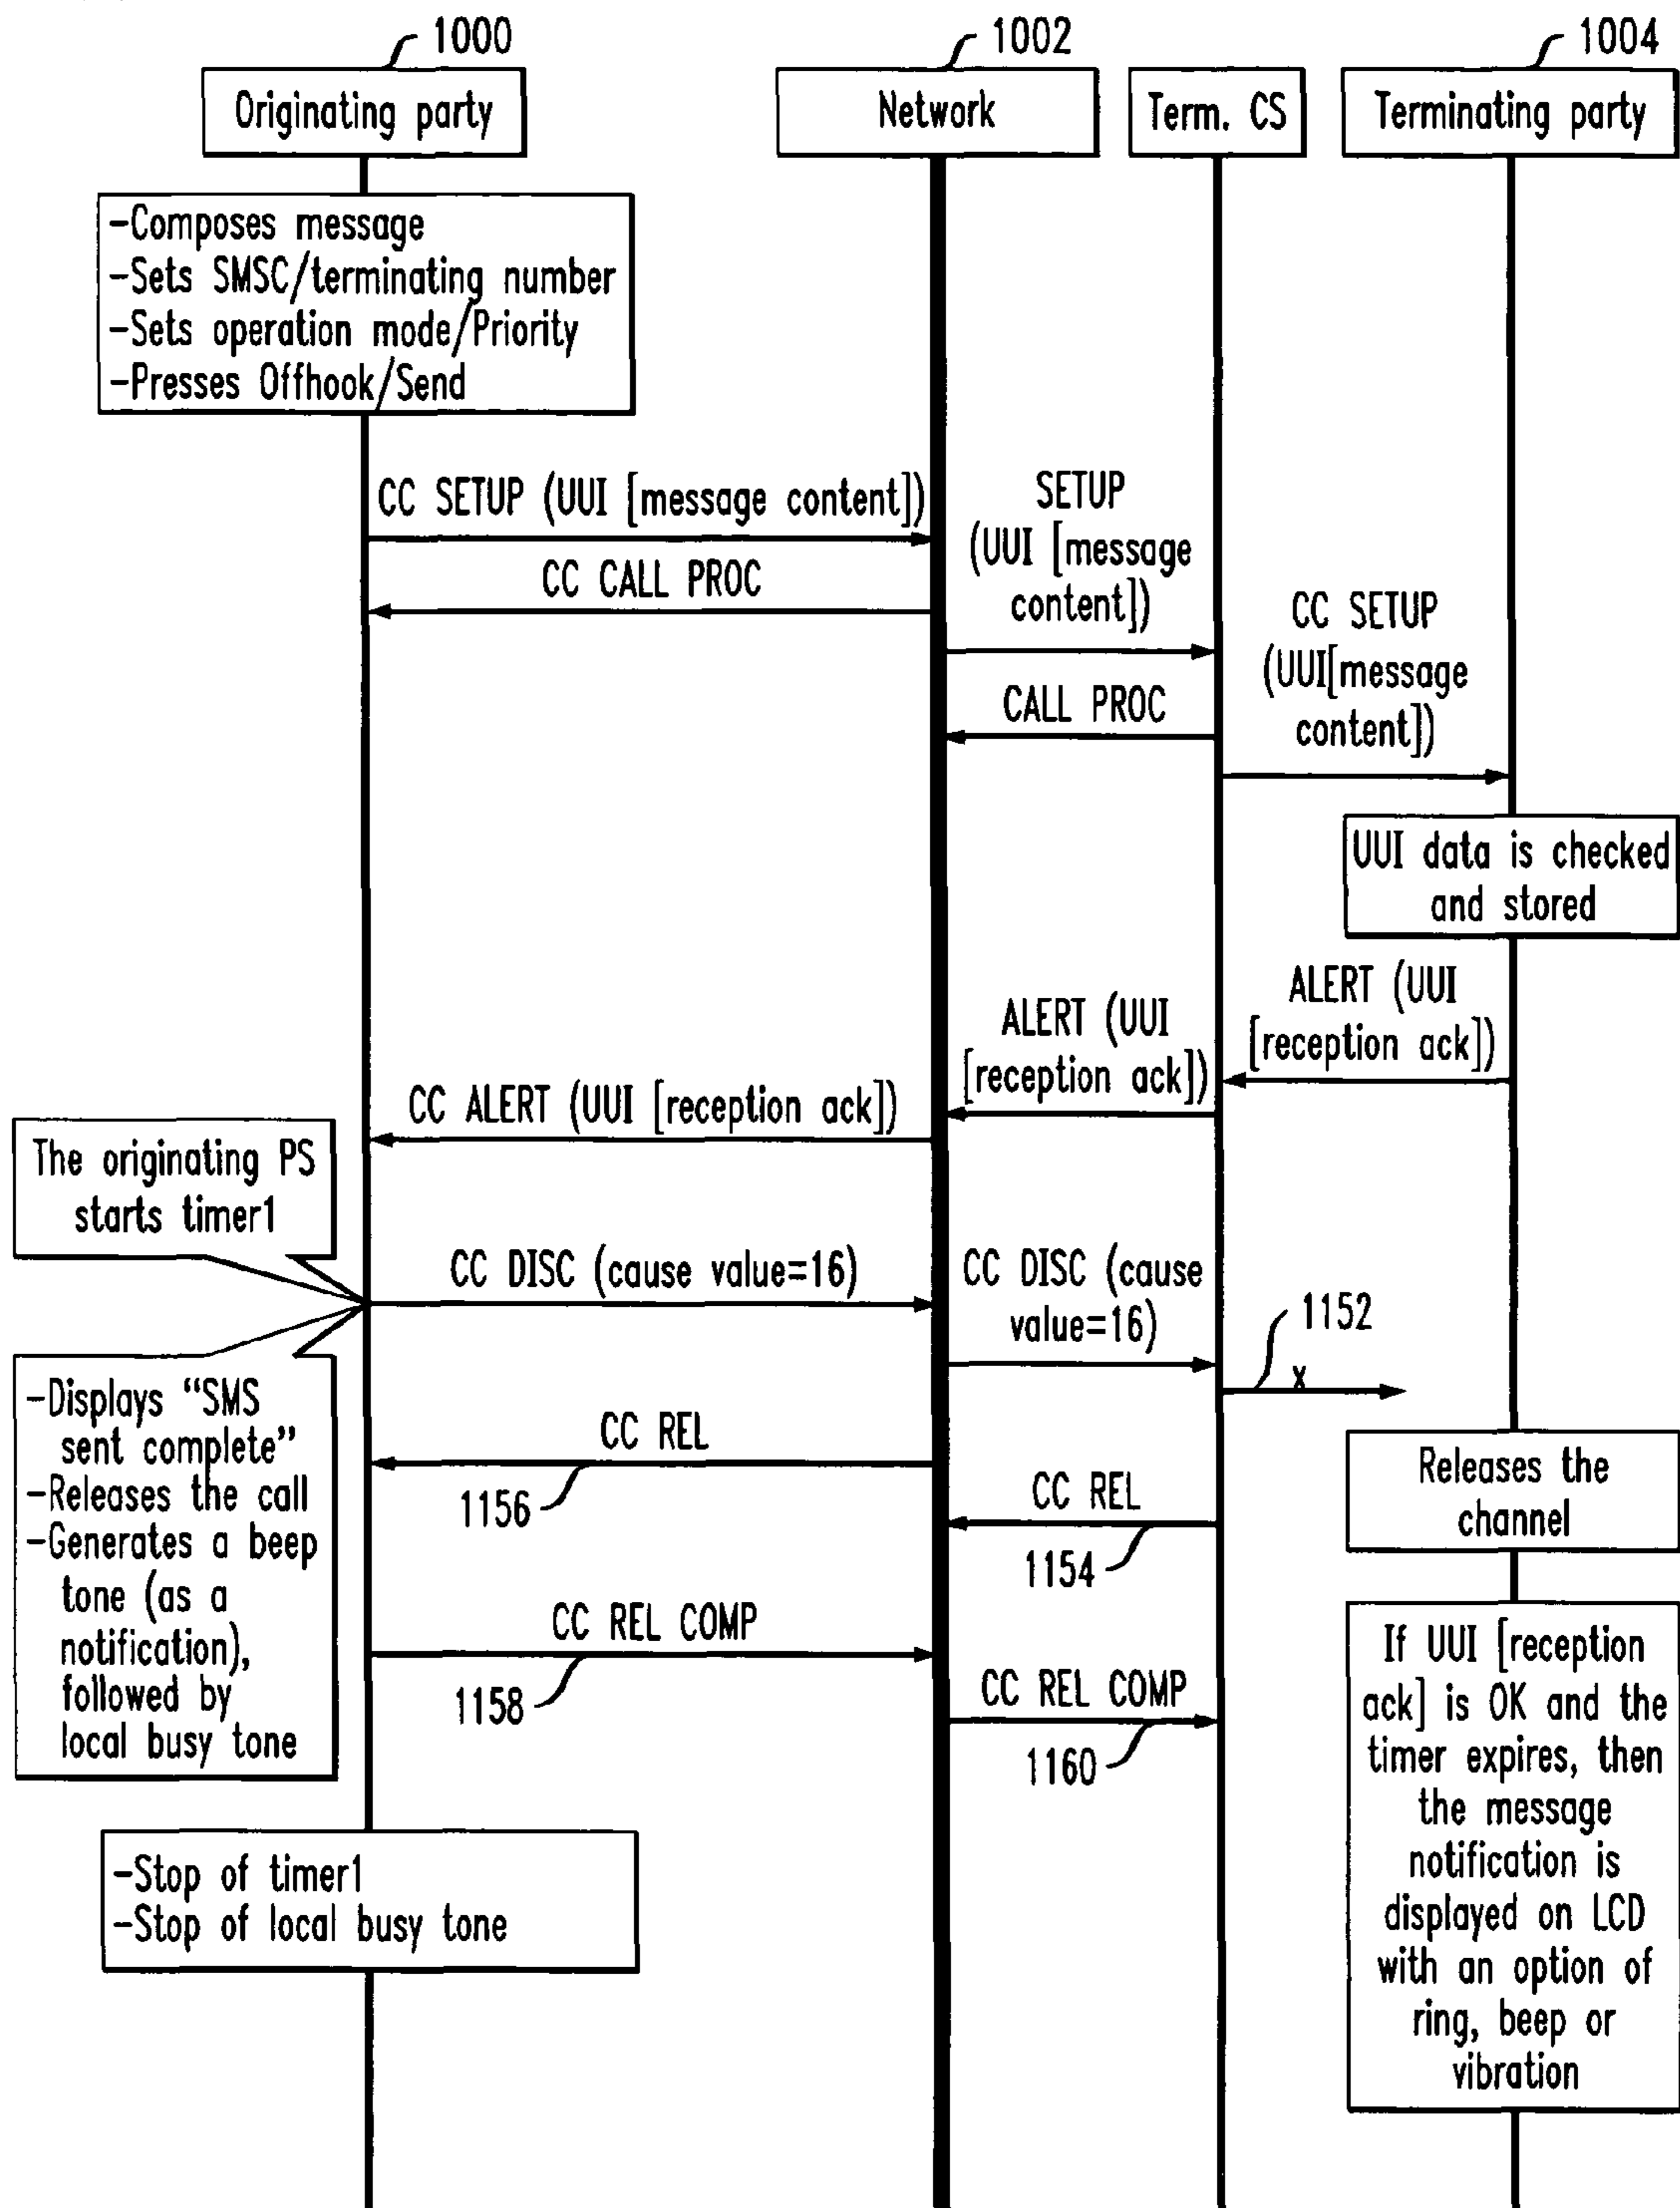 1000
1002
1004
Originating party
Network
Term. CS
Terminating party
-Composes message
-Sets SMSC/terminating number
-Sets operation mode/Priority
-Presses Offhook/Send
CC SETUP (UUI [message content])
CC CALL PROC
SETUP
(UUI [message
content])
CALL PROC
CC SETUP
(UUI[message
content])
UUI data is checked
and stored
ALERT (UUI
[reception ack])
ALERT (UUI
[reception ack])
CC ALERT (UUI [reception ack])
The originating PS
starts timer1
CC DISC (cause value=16)
CC DISC (cause
value=16)
1152
x
-Displays “SMS
sent complete”
-Releases the call
-Generates a beep
tone (as a
notification),
followed by
local busy tone
CC REL
1156
CC REL
1154
Releases the
channel
CC REL COMP
1158
CC REL COMP
1160
If UUI [reception
ack] is OK and the
timer expires, then
the message
notification is
displayed on LCD
with an option of
ring, beep or
vibration
-Stop of timer1
-Stop of local busy tone